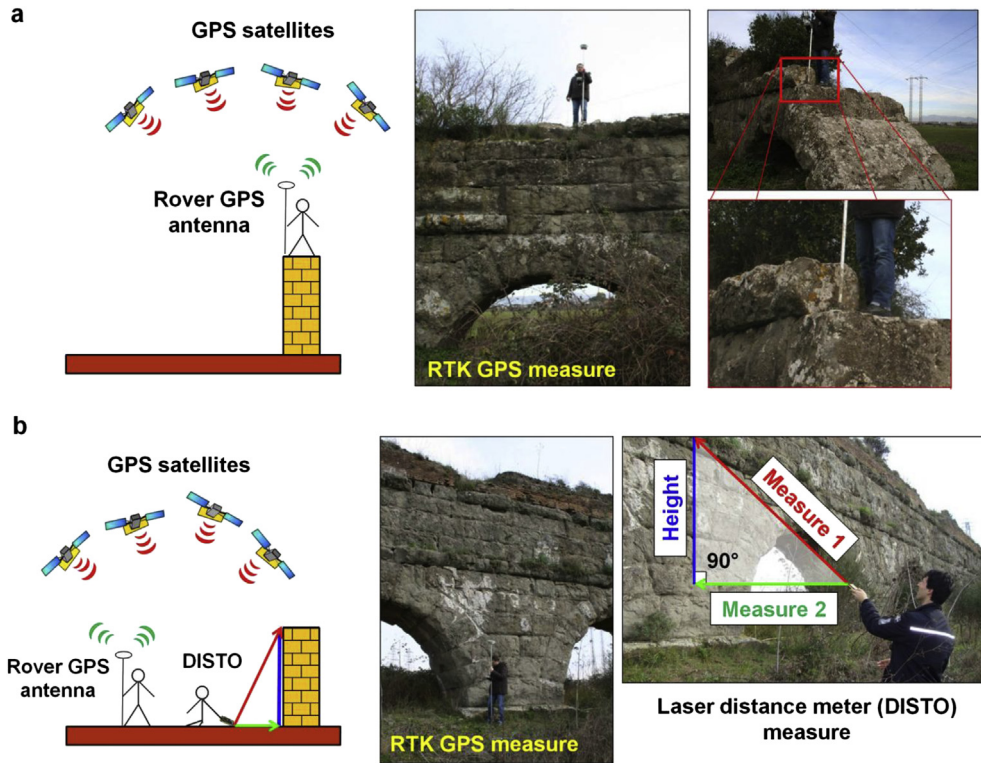 a
GPS satellites
Rover GPS
antenna
RTK GPS measure
b
GPS satellites
Rover GPS
antenna
DISTO
RTK GPS measure
Height
Measure 1
90°
Measure 2
Laser distance meter (DISTO)
measure